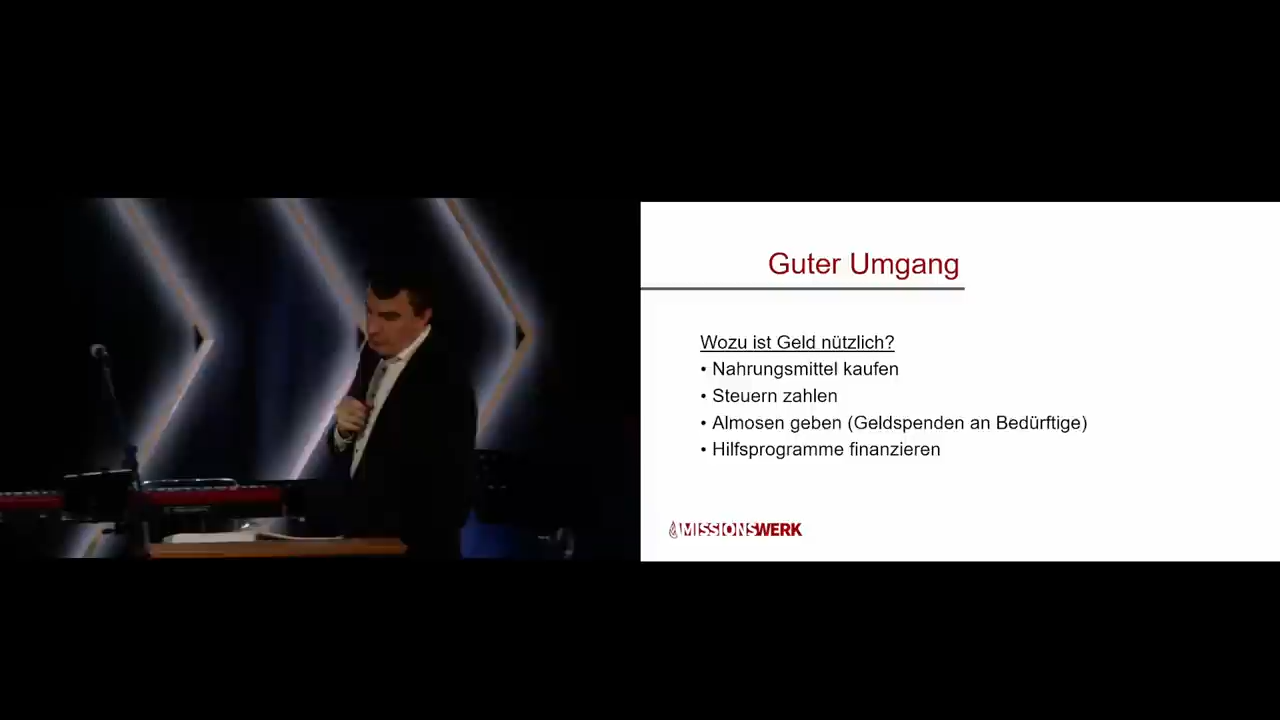 Guter Umgang
Wozu ist Geld nützlich?
• Nahrungsmittel kaufen
• Steuern zahlen
• Almosen geben (Geldspenden an Bedürftige)
• Hilfsprogramme finanzieren
MISSIONSWERK